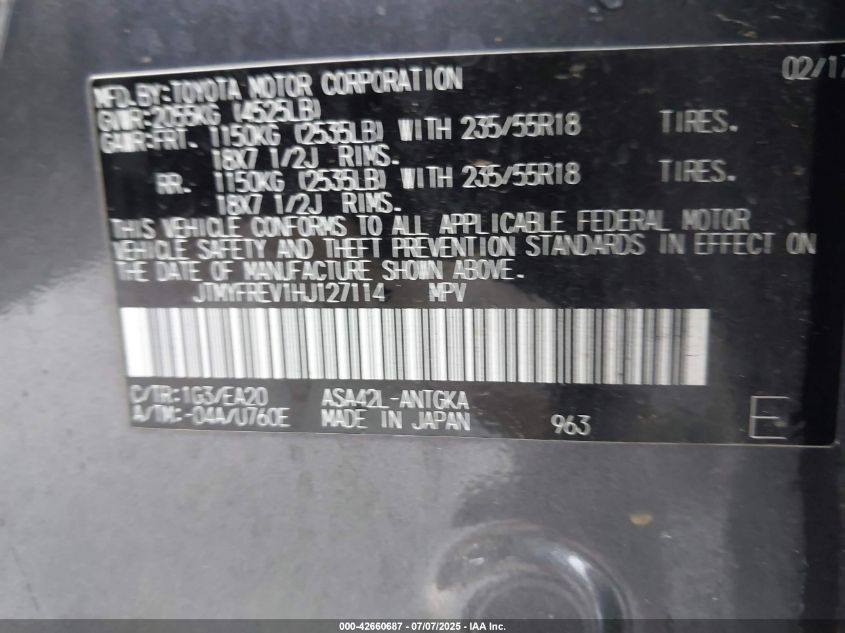 MFD.BY:TOYOTA MOTOR CORPORATION 02/17
GVWR:2055KG (4525LB)
GAWR:FRT. 1150KG (2535LB) WITH 235/55R18 TIRES.
18X7 1/2J RIMS.
RR. 1150KG (2535LB) WITH 235/55R18 TIRES.
18X7 1/2J RIMS.
THIS VEHICLE CONFORMS TO ALL APPLICABLE FEDERAL MOTOR
VEHICLE SAFETY AND THEFT PREVENTION STANDARDS IN EFFECT ON
THE DATE OF MANUFACTURE SHOWN ABOVE.
JTMYFREV1HJ127114 MPV
C/TR:1G3/EA20 ASA42L-ANTGKA
A/TM:-04A/U760E MADE IN JAPAN 963 E
000-42660687 - 07/07/2025 - IAA Inc.